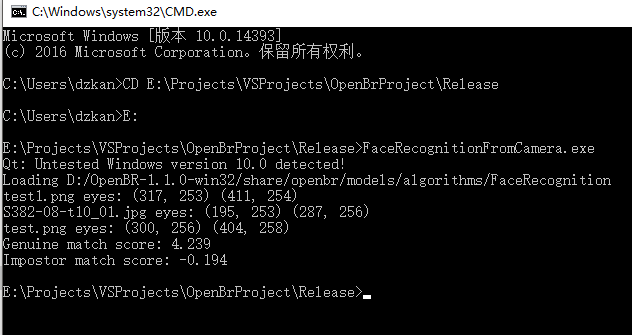 C:\Windows\system32\CMD.exe
Microsoft Windows [版本 10.0.14393]
(c) 2016 Microsoft Corporation。保留所有权利。
C:\Users\dzkan>CD E:\Projects\VSProjects\OpenBrProject\Release
C:\Users\dzkan>E:
E:\Projects\VSProjects\OpenBrProject\Release>FaceRecognitionFromCamera.exe
Qt: Untested Windows version 10.0 detected!
Loading D:/OpenBR-1.1.0-win32/share/openbr/models/algorithms/FaceRecognition
test1.png eyes: (317, 253) (411, 254)
S382-08-t10_01.jpg eyes: (195, 253) (287, 256)
test.png eyes: (300, 256) (404, 258)
Genuine match score: 4.239
Impostor match score: -0.194
E:\Projects\VSProjects\OpenBrProject\Release>